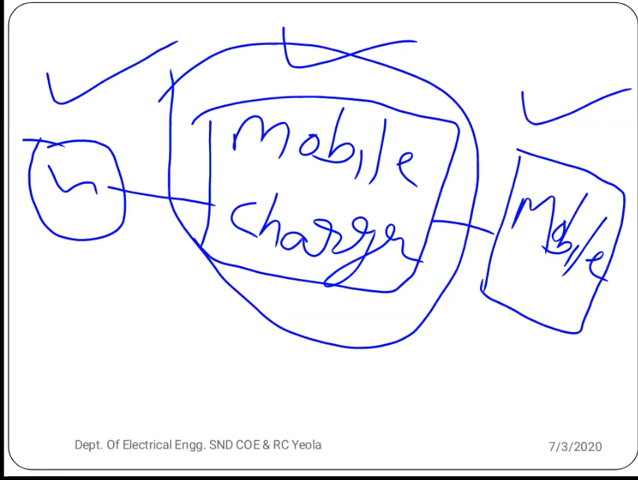 Mobile
Charger
Mobile
Dept. Of Electrical Engg. SND COE & RC Yeola
7/3/2020